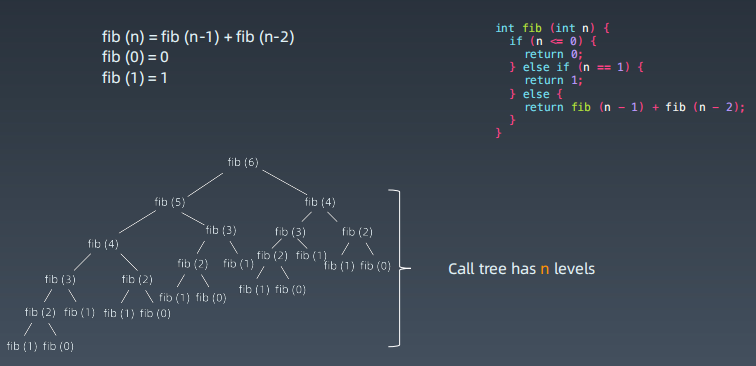 fib (n) = fib (n-1) + fib (n-2)
fib (0) = 0
fib (1) = 1
int fib (int n) {
if (n <= 0) {
return 0;
} else if (n == 1) {
return 1;
} else {
return fib (n - 1) + fib (n - 2);
}
}
fib (6)
fib (5) fib (4)
fib (4) fib (3) fib (3) fib (2)
fib (3) fib (2) fib (2) fib (1) fib (2) fib (1) fib (1) fib (0)
fib (2) fib (1) fib (1) fib (0) fib (1) fib (0) fib (1) fib (0)
fib (1) fib (0)
Call tree has n levels